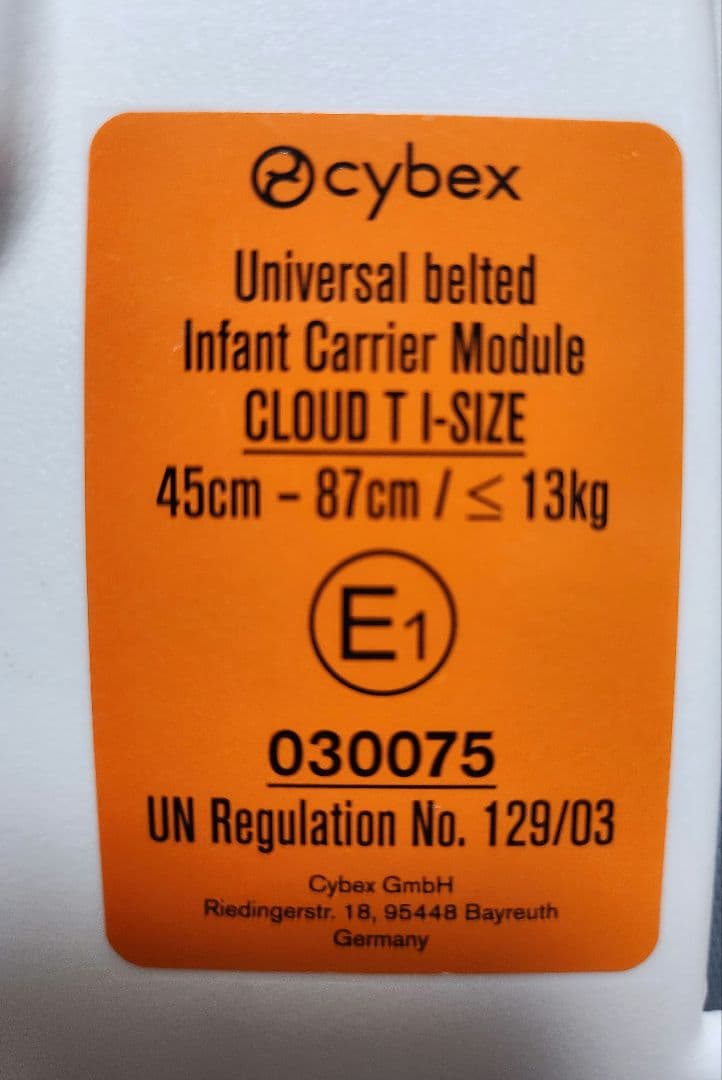 cybex
Universal belted
Infant Carrier Module
CLOUD T I-SIZE
45cm – 87cm / ≤ 13kg
E1
030075
UN Regulation No. 129/03
Cybex GmbH
Riedingerstr. 18, 95448 Bayreuth
Germany